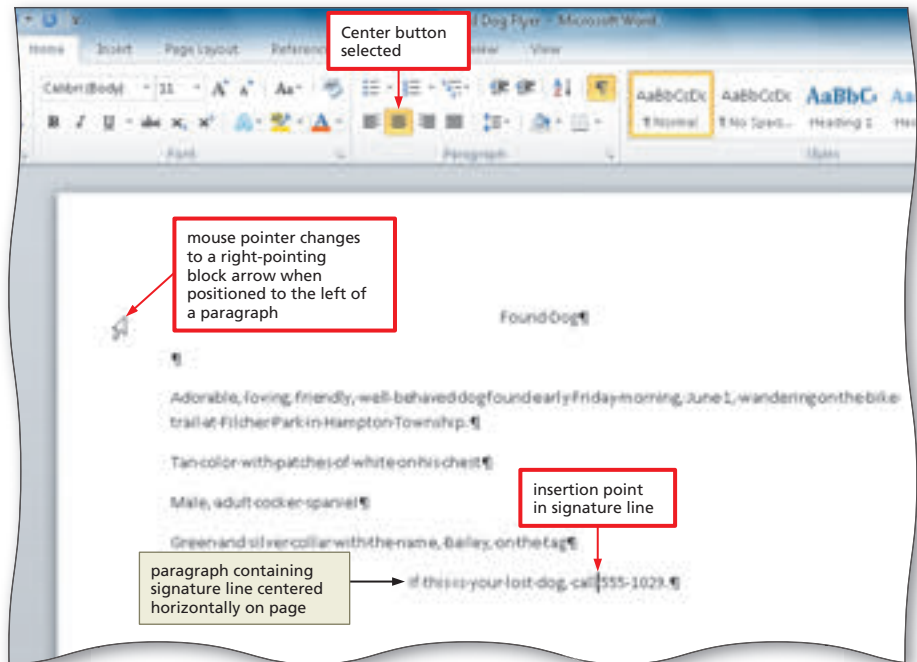 Found Dog Flyer - Microsoft Word
Home Insert Page Layout References View
Center button
selected
Calibri (Body) 11 A A Aa
AaBbCcDc AaBbCcDc AaBbC
B I U abc x₂ x² A
¶ Normal ¶ No Spaci... Heading 1
Font Paragraph Styles
mouse pointer changes
to a right-pointing
block arrow when
positioned to the left of
a paragraph
Found·Dog¶
¶
Adorable,·loving,·friendly,·well-behaved·dog·found·early·Friday·morning,·June·1,·wandering·on·the·bike·
trail·at·Filcher·Park·in·Hampton·Township.·¶
Tan·color·with·patches·of·white·on·his·chest¶
Male,·adult·cocker·spaniel¶
insertion point
in signature line
Green·and·silver·collar·with·the·name,·Bailey,·on·the·tag¶
paragraph containing
signature line centered
horizontally on page
If·this·is·your·lost·dog,·call·555-1029.¶